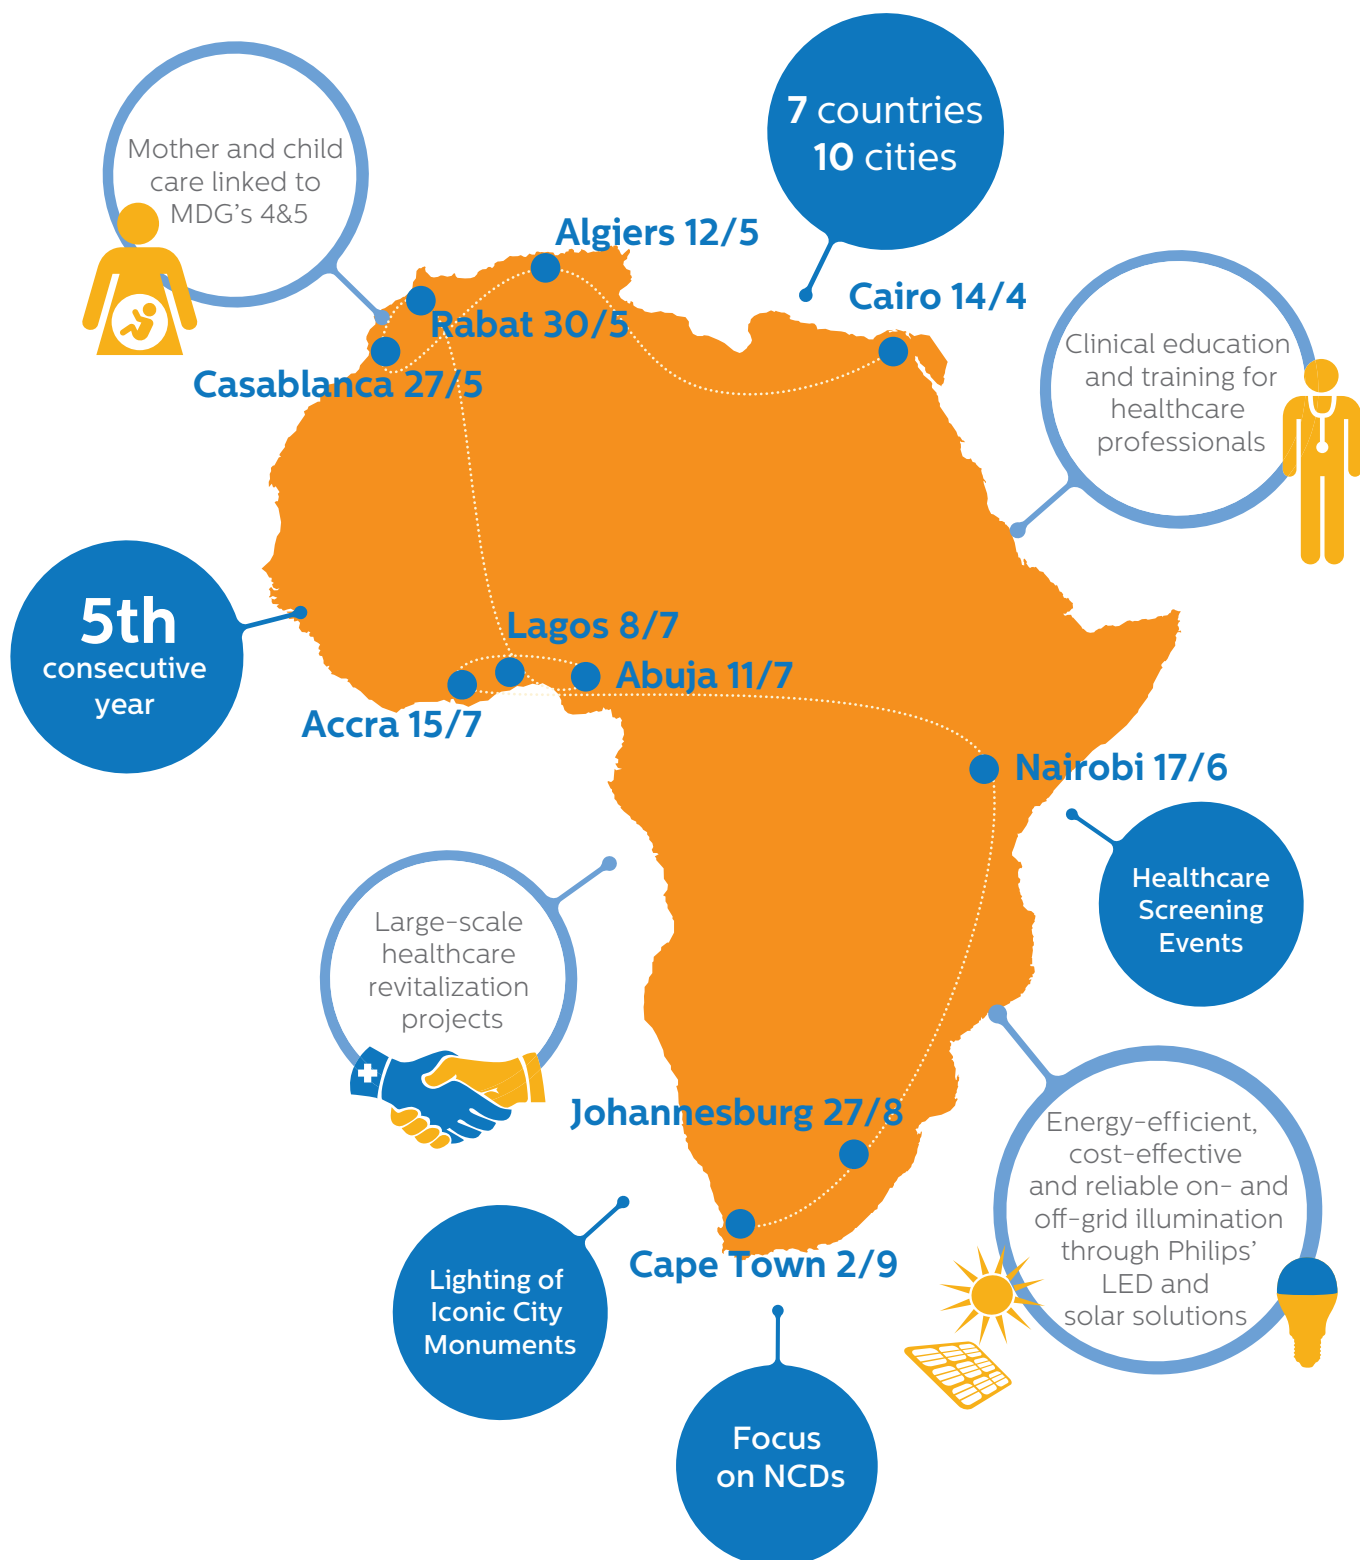 7 countries
10 cities
Mother and child
care linked to
MDG's 4&5
Algiers 12/5
Cairo 14/4
Rabat 30/5
Casablanca 27/5
Clinical education
and training for
healthcare
professionals
5th
consecutive
year
Lagos 8/7
Abuja 11/7
Accra 15/7
Nairobi 17/6
Healthcare
Screening
Events
Large-scale
healthcare
revitalization
projects
Johannesburg 27/8
Energy-efficient,
cost-effective
and reliable on- and
off-grid illumination
through Philips'
LED and
solar solutions
Cape Town 2/9
Lighting of
Iconic City
Monuments
Focus
on NCDs